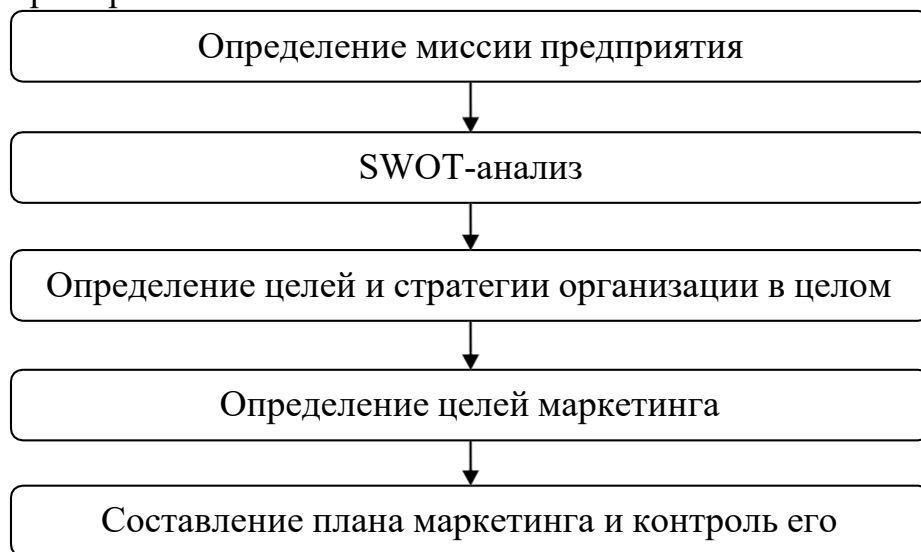 Определение миссии предприятия
SWOT-анализ
Определение целей и стратегии организации в целом
Определение целей маркетинга
Составление плана маркетинга и контроль его